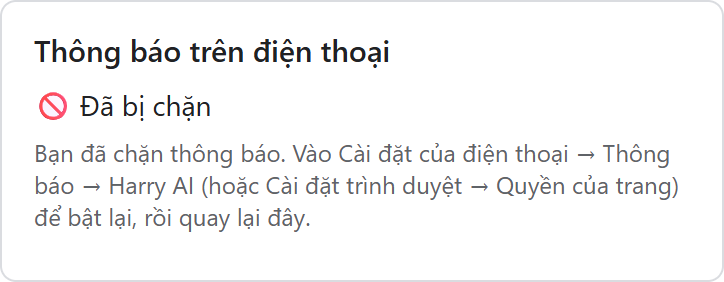 Thông báo trên điện thoại
🚫 Đã bị chặn
Bạn đã chặn thông báo. Vào Cài đặt của điện thoại → Thông
báo → Harry AI (hoặc Cài đặt trình duyệt → Quyền của trang)
để bật lại, rồi quay lại đây.